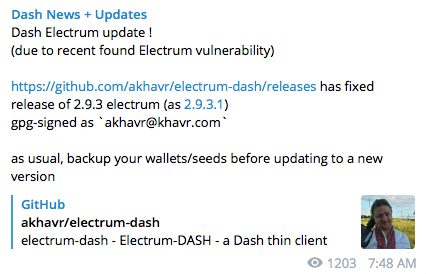 Dash News + Updates
Dash Electrum update !
(due to recent found Electrum vulnerability)
https://github.com/akhavr/electrum-dash/releases has fixed
release of 2.9.3 electrum (as 2.9.3.1)
gpg-signed as `akhavr@khavr.com`
as usual, backup your wallets/seeds before updating to a new
version
GitHub
akhavr/electrum-dash
electrum-dash - Electrum-DASH - a Dash thin client
1203 7:48 AM